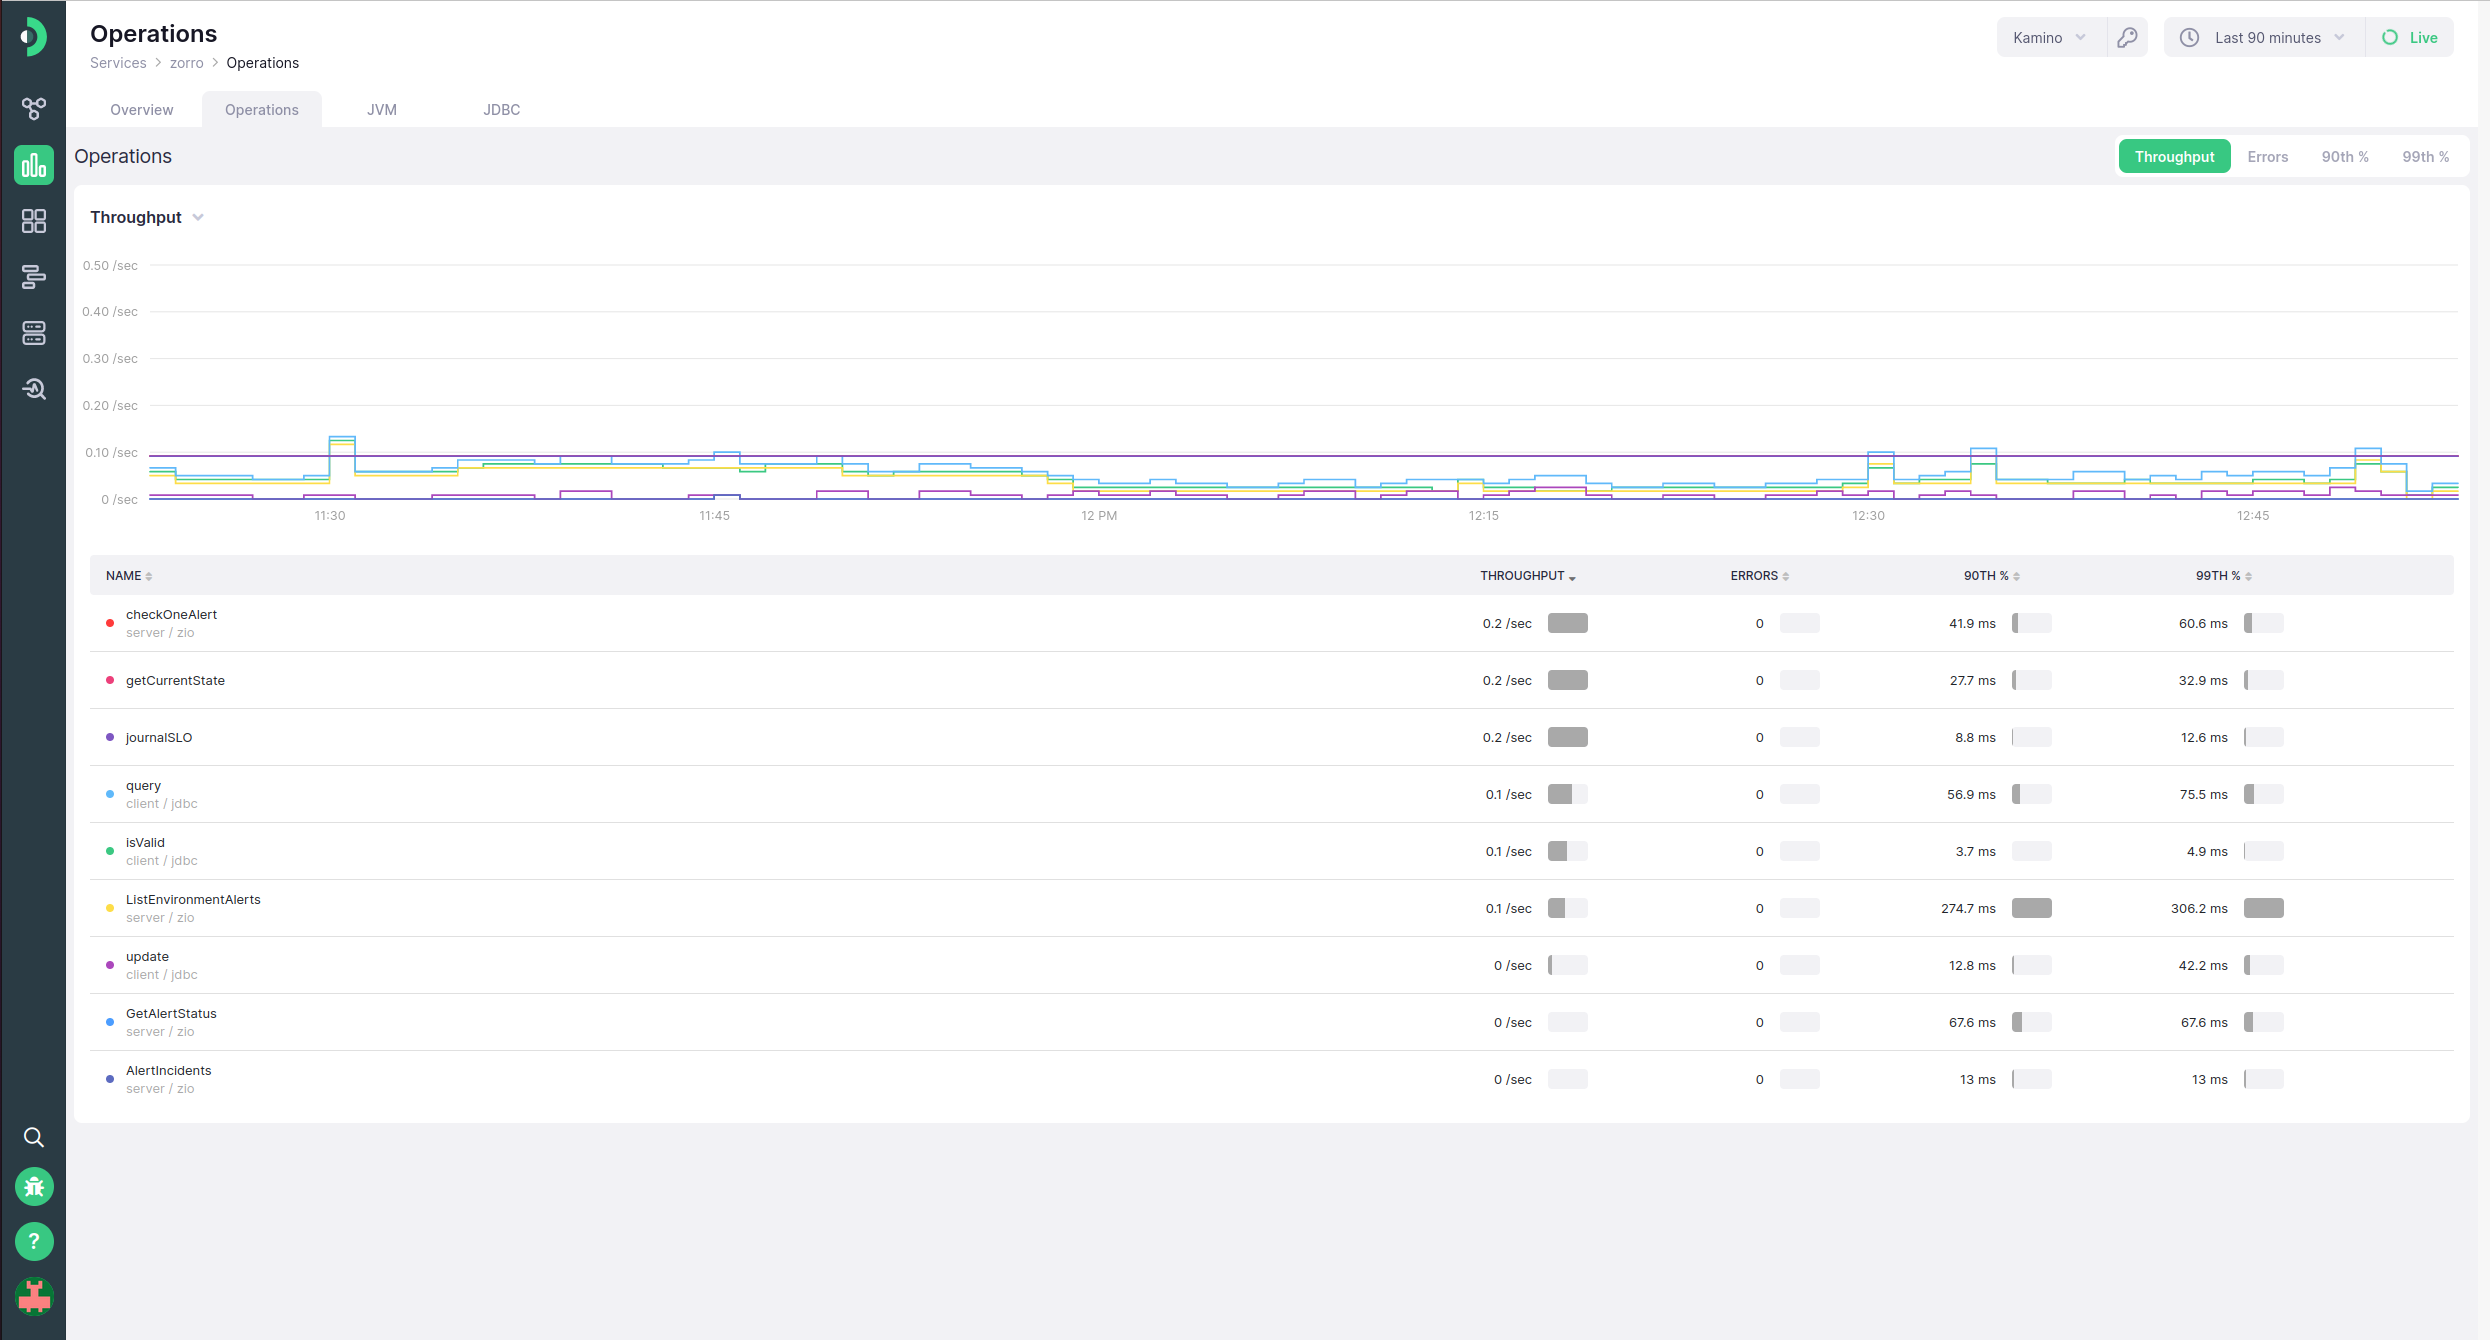 Operations
Services > zorro > Operations
Kamino
Last 90 minutes
Live
Overview
Operations
JVM
JDBC
Operations
Throughput
Errors
90th %
99th %
Throughput
0.50 /sec
0.40 /sec
0.30 /sec
0.20 /sec
0.10 /sec
0 /sec
11:30
11:45
12 PM
12:15
12:30
12:45
NAME THROUGHPUT ERRORS 90TH % 99TH %
checkOneAlert
server / zio
0.2 /sec 0 41.9 ms 60.6 ms
getCurrentState 0.2 /sec 0 27.7 ms 32.9 ms
journalSLO 0.2 /sec 0 8.8 ms 12.6 ms
query
client / jdbc
0.1 /sec 0 56.9 ms 75.5 ms
isValid
client / jdbc
0.1 /sec 0 3.7 ms 4.9 ms
ListEnvironmentAlerts
server / zio
0.1 /sec 0 274.7 ms 306.2 ms
update
client / jdbc
0 /sec 0 12.8 ms 42.2 ms
GetAlertStatus
server / zio
0 /sec 0 67.6 ms 67.6 ms
AlertIncidents
server / zio
0 /sec 0 13 ms 13 ms
?